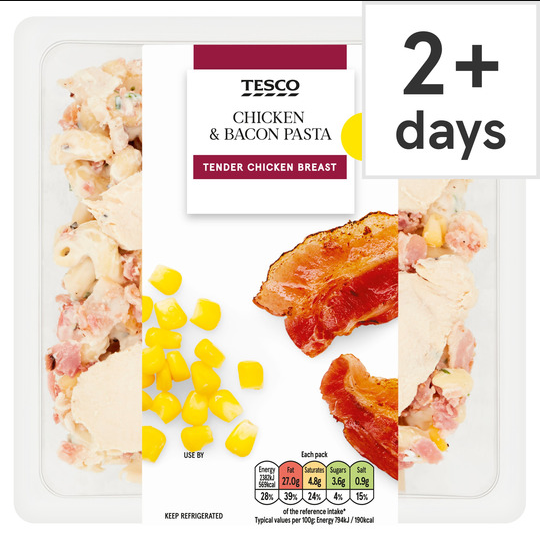 2+
days
TESCO
CHICKEN
& BACON PASTA
TENDER CHICKEN BREAST
USE BY
Each pack
Energy Fat Saturates Sugars Salt
2382kJ
569kcal 27.0g 4.8g 3.6g 0.9g
28% 39% 24% 4% 15%
of the reference intake*
KEEP REFRIGERATED
Typical values per 100g: Energy 794kJ / 190kcal